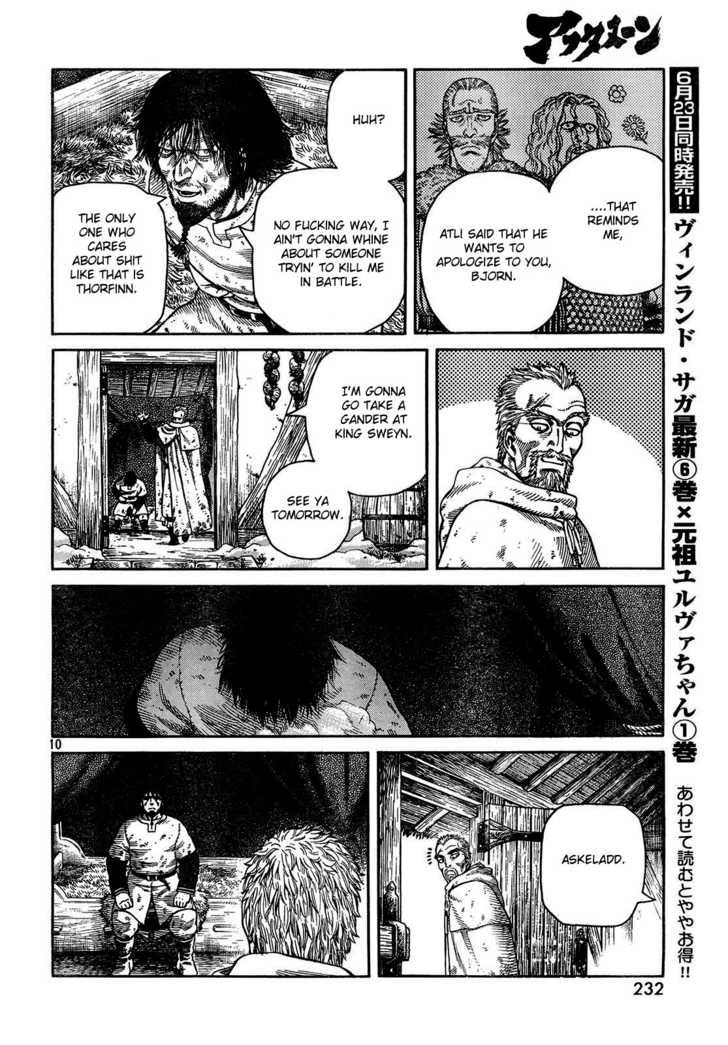 アフタヌーン
6月23日同時発売!!
ヴィンランド・サガ最新⑥巻×元祖ユルヴァちゃん①巻
あわせて読むとややお得!!
....THAT
REMINDS
ME,
ATLI SAID THAT HE
WANTS TO
APOLOGIZE TO YOU,
BJORN.
HUH?
NO FUCKING WAY, I
AIN'T GONNA WHINE
ABOUT SOMEONE
TRYIN' TO KILL ME
IN BATTLE.
THE ONLY
ONE WHO
CARES
ABOUT SHIT
LIKE THAT IS
THORFINN.
I'M GONNA
GO TAKE A
GANDER AT
KING SWEYN.
SEE YA
TOMORROW.
10
ASKELADD.
232